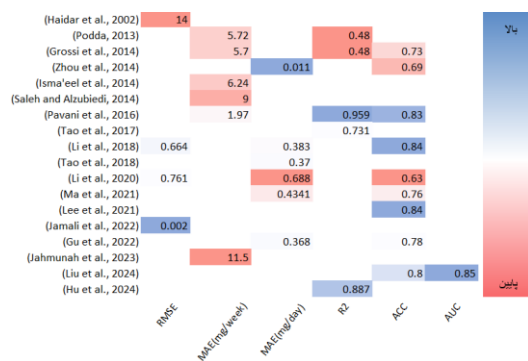 (Haidar et al., 2002) 14
(Podda, 2013) 5.72 0.48
(Grossi et al., 2014) 5.7 0.48 0.73
(Zhou et al., 2014) 0.011 0.69
(Isma'eel et al., 2014) 6.24
(Saleh and Alzubiedi, 2014) 9
(Pavani et al., 2016) 1.97 0.959 0.83
(Tao et al., 2017) 0.731
(Li et al., 2018) 0.664 0.383 0.84
(Tao et al., 2018) 0.37
(Li et al., 2020) 0.761 0.688 0.63
(Ma et al., 2021) 0.4341 0.76
(Lee et al., 2021) 0.84
(Jamali et al., 2022) 0.002
(Gu et al., 2022) 0.368 0.78
(Jahmunah et al., 2023) 11.5
(Liu et al., 2024) 0.8 0.85
(Hu et al., 2024) 0.887
RMSE
MAE(mg/week)
MAE(mg/day)
R2
ACC
AUC
بالا
پایین